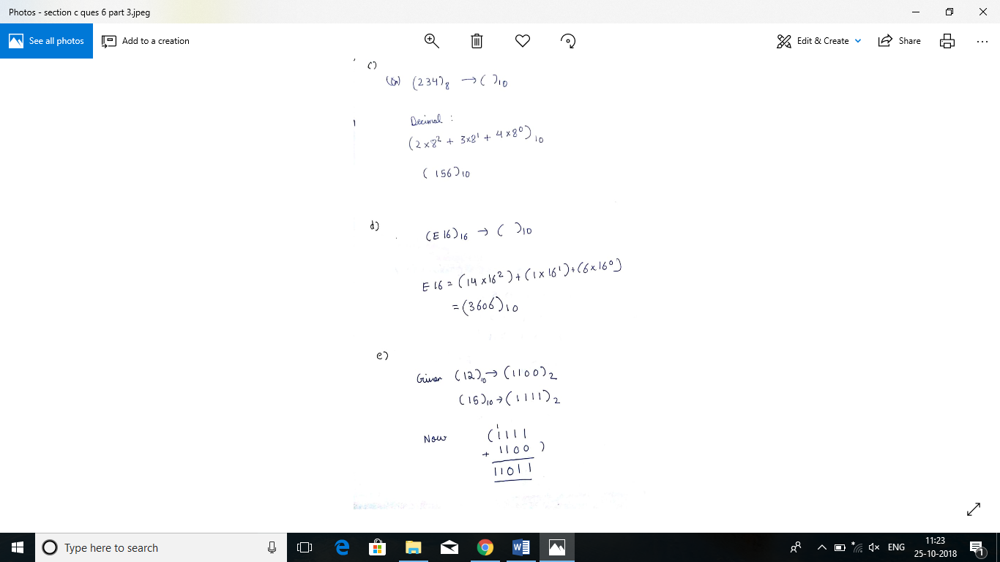 Photos - section c ques 6 part 3.jpeg
See all photos
Add to a creation
Edit & Create
Share
c)
(234)₈ → ( )₁₀
Decimal :
(2×8² + 3×8¹ + 4×8⁰)₁₀
( 156)₁₀
d)
(E16)₁₆ → ( )₁₀
E16 = (14×16²)+(1×16¹)+(6×16⁰)
= (3606)₁₀
e)
Given (12)₁₀→ (1100)₂
(15)₁₀→(1111)₂
Now
1
(1111
+ 1100 )
11011
Type here to search
ENG
11:23
25-10-2018
1